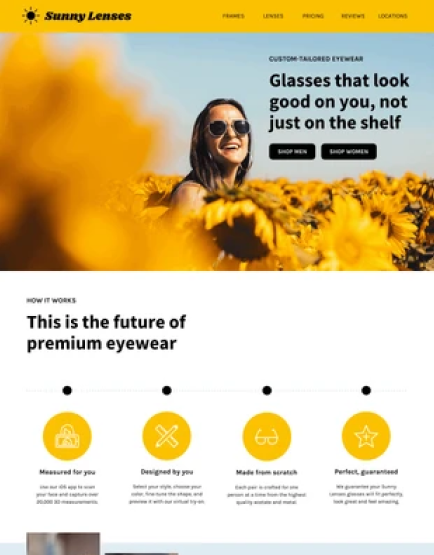 Sunny Lenses
FRAMES LENSES PRICING REVIEWS LOCATIONS
CUSTOM-TAILORED EYEWEAR
Glasses that look
good on you, not
just on the shelf
SHOP MEN SHOP WOMEN
HOW IT WORKS
This is the future of
premium eyewear
Measured for you
Use our iOS app to scan
your face and capture over
20,000 3D measurements.
Designed by you
Select your style, choose your
color, fine-tune the shape, and
preview it with our virtual try-on.
Made from scratch
Each pair is crafted for one
person at a time from the highest
quality acetate and metal.
Perfect, guaranteed
We guarantee your Sunny
Lenses glasses will fit perfectly,
look great and feel amazing.